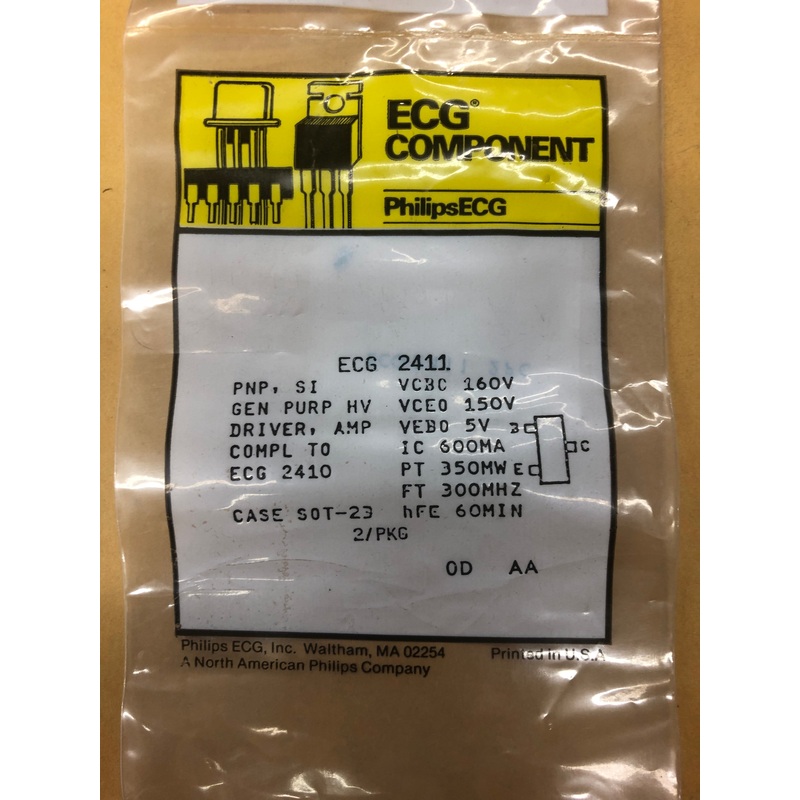 ECG®
COMPONENT
PhilipsECG
ECG 2411
PNP, SI VCBO 160V
GEN PURP HV VCEO 150V
DRIVER, AMP VEBO 5V B
COMPL TO IC 600MA C
ECG 2410 PT 350MW E
FT 300MHZ
CASE SOT-23 hFE 60MIN
2/PKG
OD AA
Philips ECG, Inc. Waltham, MA 02254 Printed in U.S.A
A North American Philips Company